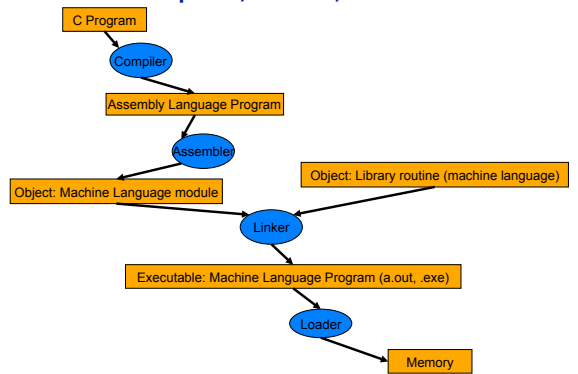 C Program
Compiler
Assembly Language Program
Assembler
Object: Machine Language module
Object: Library routine (machine language)
Linker
Executable: Machine Language Program (a.out, .exe)
Loader
Memory